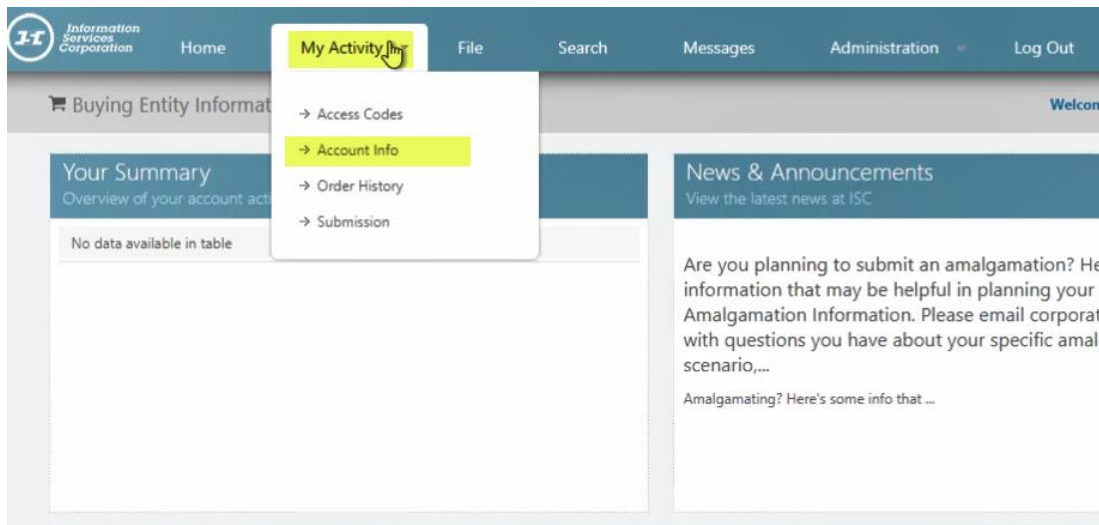 Information
Services
Corporation
Home
My Activity
File
Search
Messages
Administration
Log Out
Buying Entity Informat
Welcom
→ Access Codes
→ Account Info
→ Order History
→ Submission
Your Summary
Overview of your account acti
No data available in table
News & Announcements
View the latest news at ISC
Are you planning to submit an amalgamation? He
information that may be helpful in planning your
Amalgamation Information. Please email corporat
with questions you have about your specific amal
scenario,...
Amalgamating? Here's some info that ...